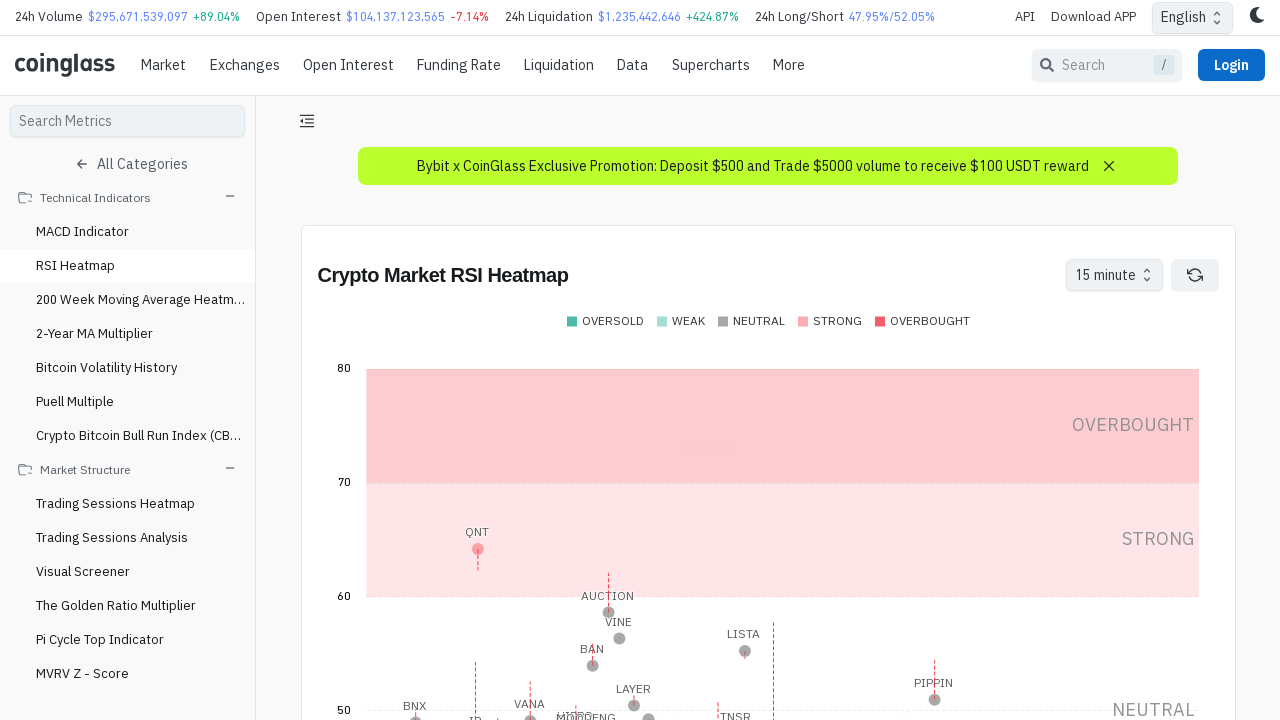 24h Volume $295,671,539,097 +89.04% Open Interest $104,137,123,565 -7.14% 24h Liquidation $1,235,442,646 +424.87% 24h Long/Short 47.95%/52.05% API Download APP English
coinglass Market Exchanges Open Interest Funding Rate Liquidation Data Supercharts More Search / Login
Search Metrics
All Categories
Technical Indicators
MACD Indicator
RSI Heatmap
200 Week Moving Average Heatm...
2-Year MA Multiplier
Bitcoin Volatility History
Puell Multiple
Crypto Bitcoin Bull Run Index (CB...
Market Structure
Trading Sessions Heatmap
Trading Sessions Analysis
Visual Screener
The Golden Ratio Multiplier
Pi Cycle Top Indicator
MVRV Z - Score
Bybit x CoinGlass Exclusive Promotion: Deposit $500 and Trade $5000 volume to receive $100 USDT reward
Crypto Market RSI Heatmap
15 minute
OVERSOLD WEAK NEUTRAL STRONG OVERBOUGHT
80
OVERBOUGHT
70
QNT
STRONG
60
AUCTION
VINE
LISTA
BAN
PIPPIN
LAYER
BNX
VANA
50
NEUTRAL
MOODENG
TNSR